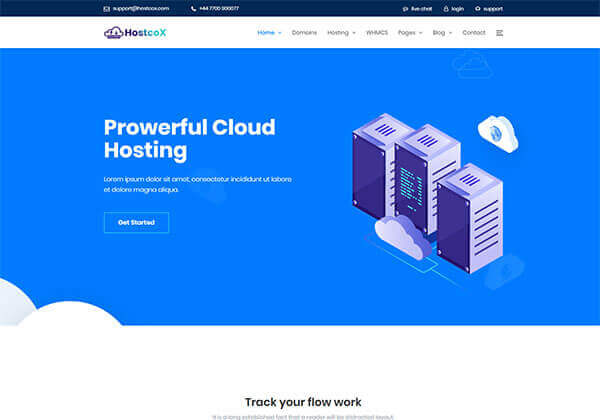 support@hostcox.com +44 7700 900077 live chat login support
HostcoX Home Domains Hosting WHMCS Pages Blog Contact
Prowerful Cloud
Hosting
Lorem ipsum dolor sit amet, consectetur incididunt ut labore
et dolore magna aliqua.
Get Started
Track your flow work
It is a long established fact that a reader will be distraction layout.